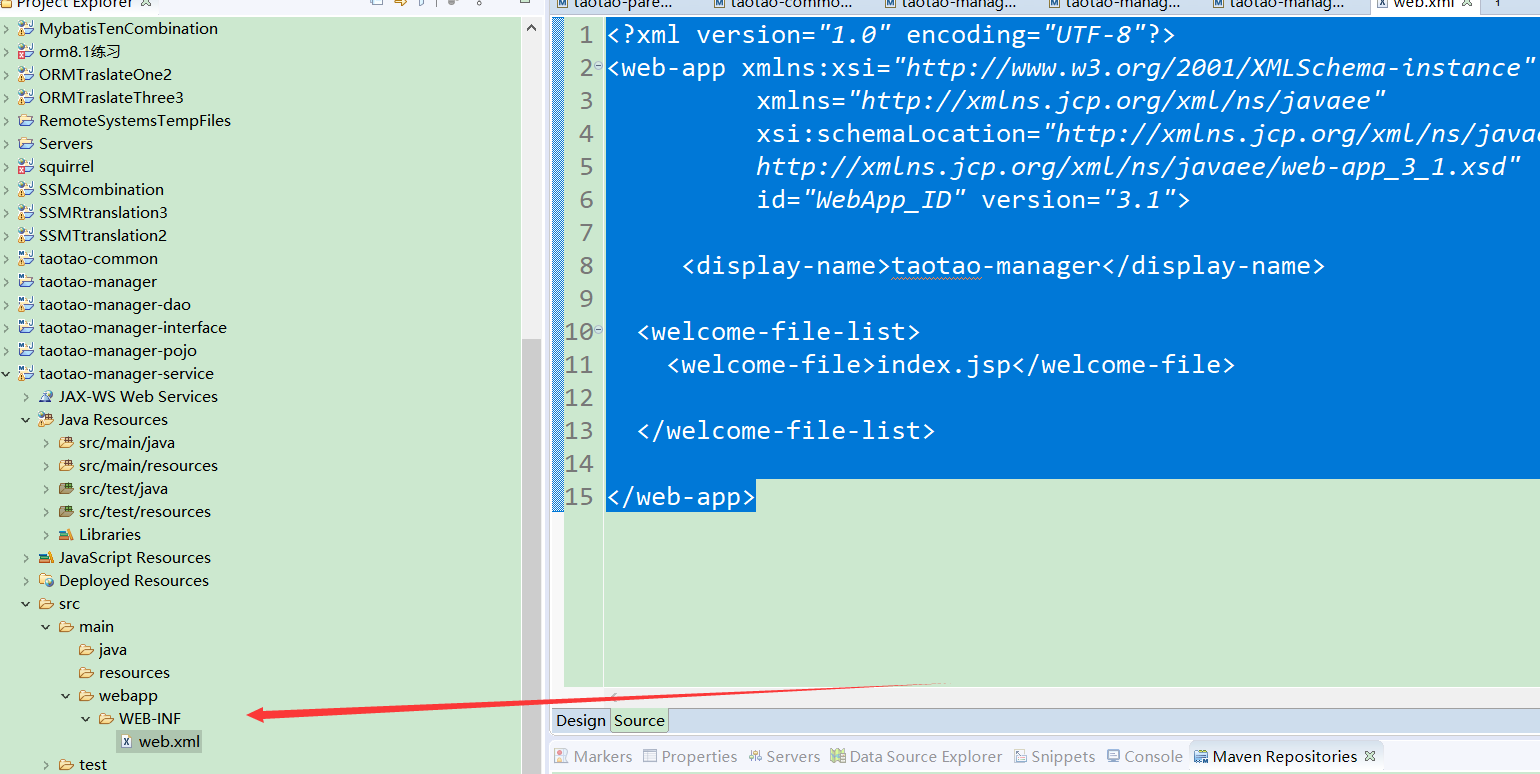 Project Explorer
MybatisTenCombination
orm8.1练习
ORMTraslateOne2
ORMTraslateThree3
RemoteSystemsTempFiles
Servers
squirrel
SSMcombination
SSMRtranslation3
SSMTtranslation2
taotao-common
taotao-manager
taotao-manager-dao
taotao-manager-interface
taotao-manager-pojo
taotao-manager-service
JAX-WS Web Services
Java Resources
src/main/java
src/main/resources
src/test/java
src/test/resources
Libraries
JavaScript Resources
Deployed Resources
src
main
java
resources
webapp
WEB-INF
web.xml
test
taotao-pare... taotao-commo... taotao-manag... taotao-manag... taotao-manag... web.xml 1
1 <?xml version="1.0" encoding="UTF-8"?>
2 <web-app xmlns:xsi="http://www.w3.org/2001/XMLSchema-instance"
3 xmlns="http://xmlns.jcp.org/xml/ns/javaee"
4 xsi:schemaLocation="http://xmlns.jcp.org/xml/ns/javae
5 http://xmlns.jcp.org/xml/ns/javaee/web-app_3_1.xsd"
6 id="WebApp_ID" version="3.1">
7
8 <display-name>taotao-manager</display-name>
9
10 <welcome-file-list>
11 <welcome-file>index.jsp</welcome-file>
12
13 </welcome-file-list>
14
15 </web-app>
Design Source
Markers Properties Servers Data Source Explorer Snippets Console Maven Repositories